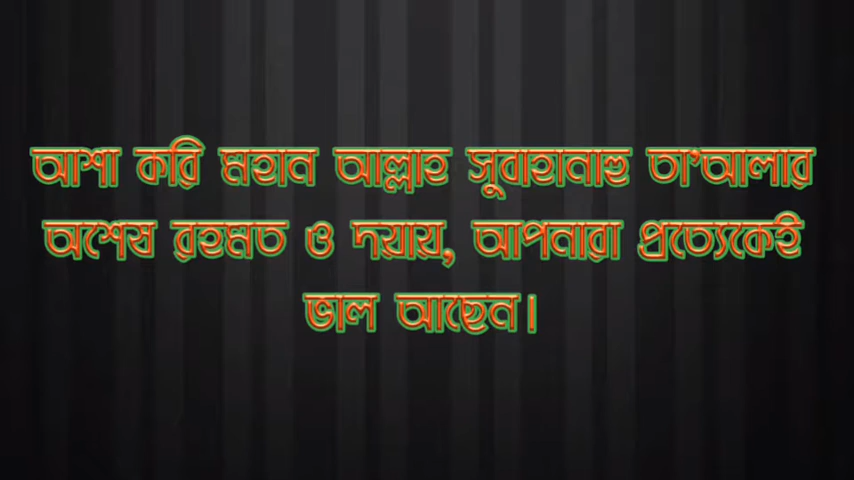 আশা করি মহান আল্লাহ সুবাহানাহু তা'আলার
অশেষ রহমত ও দয়ায়, আপনারা প্রত্যেকেই
ভাল আছেন।